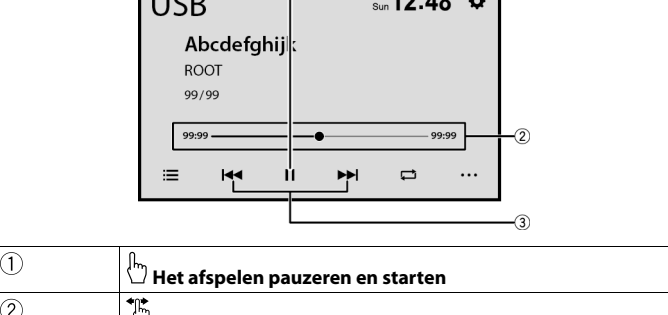 USB
Sun 12:48
Abcdefghijk
ROOT
99/99
99:99 99:99
②
③
① Het afspelen pauzeren en starten
②